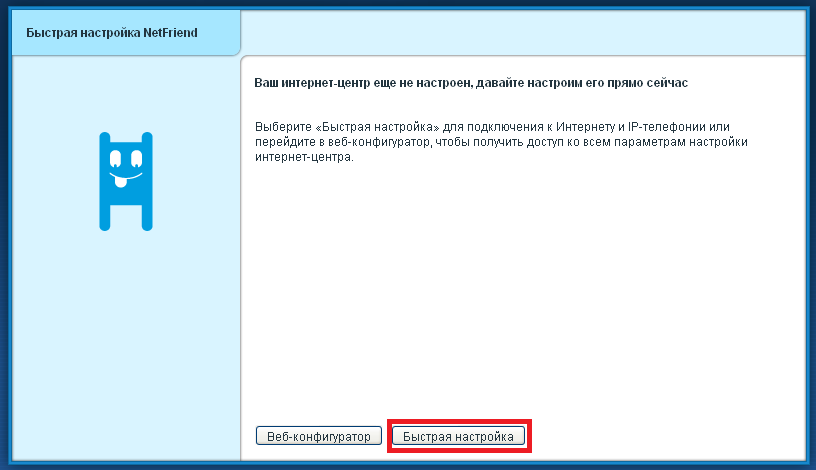 Быстрая настройка NetFriend
Ваш интернет-центр еще не настроен, давайте настроим его прямо сейчас
Выберите «Быстрая настройка» для подключения к Интернету и IP-телефонии или
перейдите в веб-конфигуратор, чтобы получить доступ ко всем параметрам настройки
интернет-центра.
Веб-конфигуратор
Быстрая настройка